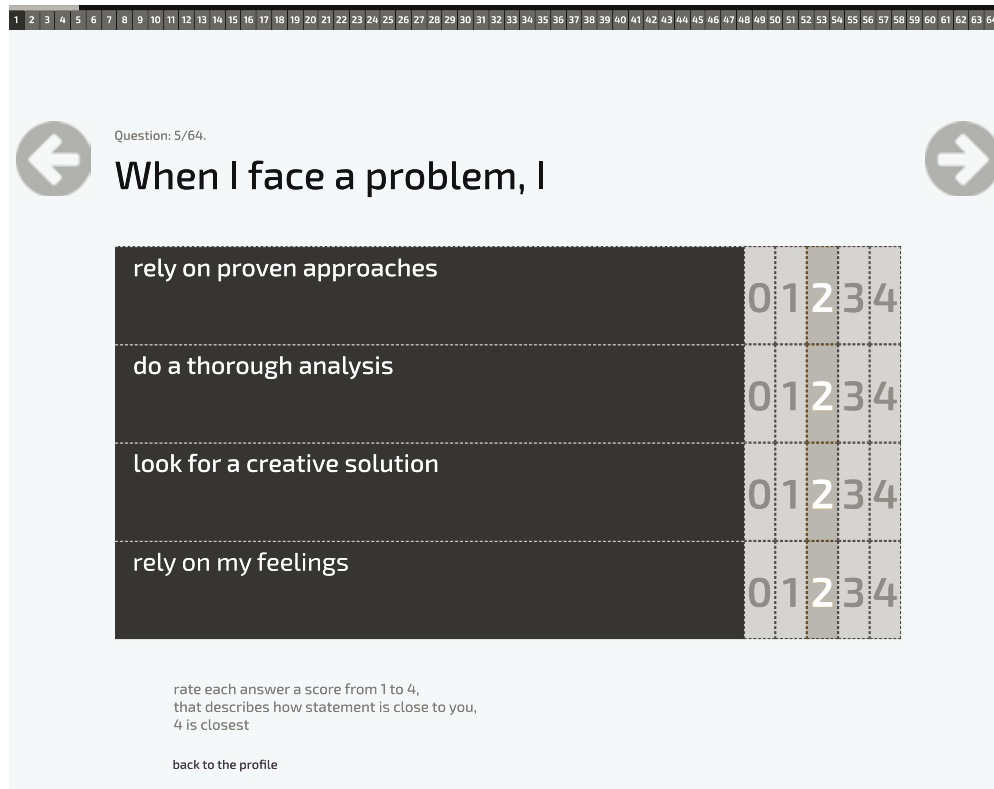 1 2 3 4 5 6 7 8 9 10 11 12 13 14 15 16 17 18 19 20 21 22 23 24 25 26 27 28 29 30 31 32 33 34 35 36 37 38 39 40 41 42 43 44 45 46 47 48 49 50 51 52 53 54 55 56 57 58 59 60 61 62 63 64
Question: 5/64.
When I face a problem, I
rely on proven approaches 0 1 2 3 4
do a thorough analysis 0 1 2 3 4
look for a creative solution 0 1 2 3 4
rely on my feelings 0 1 2 3 4
rate each answer a score from 1 to 4,
that describes how statement is close to you,
4 is closest
back to the profile